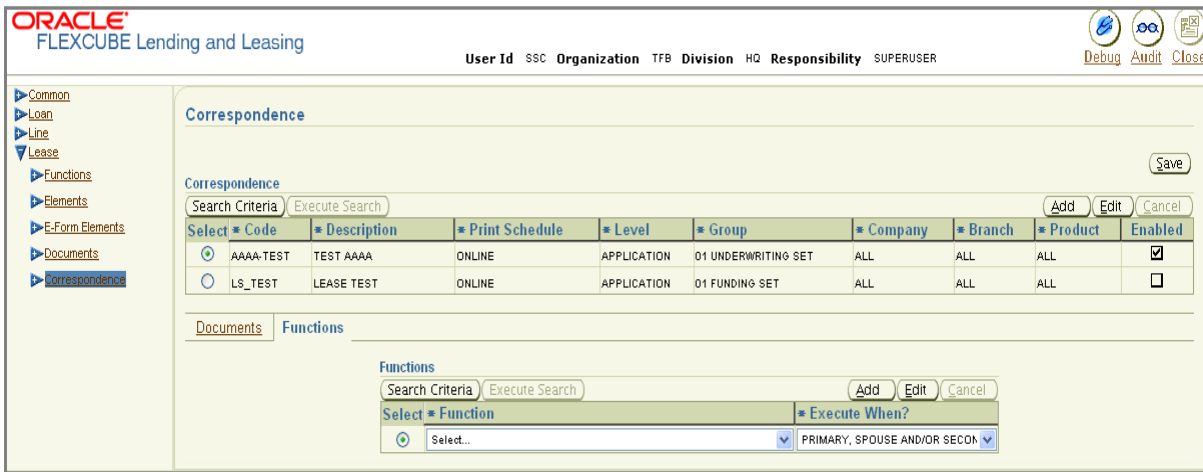 ORACLE
FLEXCUBE Lending and Leasing
User Id SSC Organization TFB Division HQ Responsibility SUPERUSER
Debug Audit Close
Common
Loan
Line
Lease
Functions
Elements
E-Form Elements
Documents
Correspondence
Correspondence
Save
Correspondence
Search Criteria Execute Search Add Edit Cancel
Select * Code * Description * Print Schedule * Level * Group * Company * Branch * Product Enabled
AAAA-TEST TEST AAAA ONLINE APPLICATION 01 UNDERWRITING SET ALL ALL ALL
LS_TEST LEASE TEST ONLINE APPLICATION 01 FUNDING SET ALL ALL ALL
Documents Functions
Functions
Search Criteria Execute Search Add Edit Cancel
Select * Function * Execute When?
Select... PRIMARY, SPOUSE AND/OR SECON